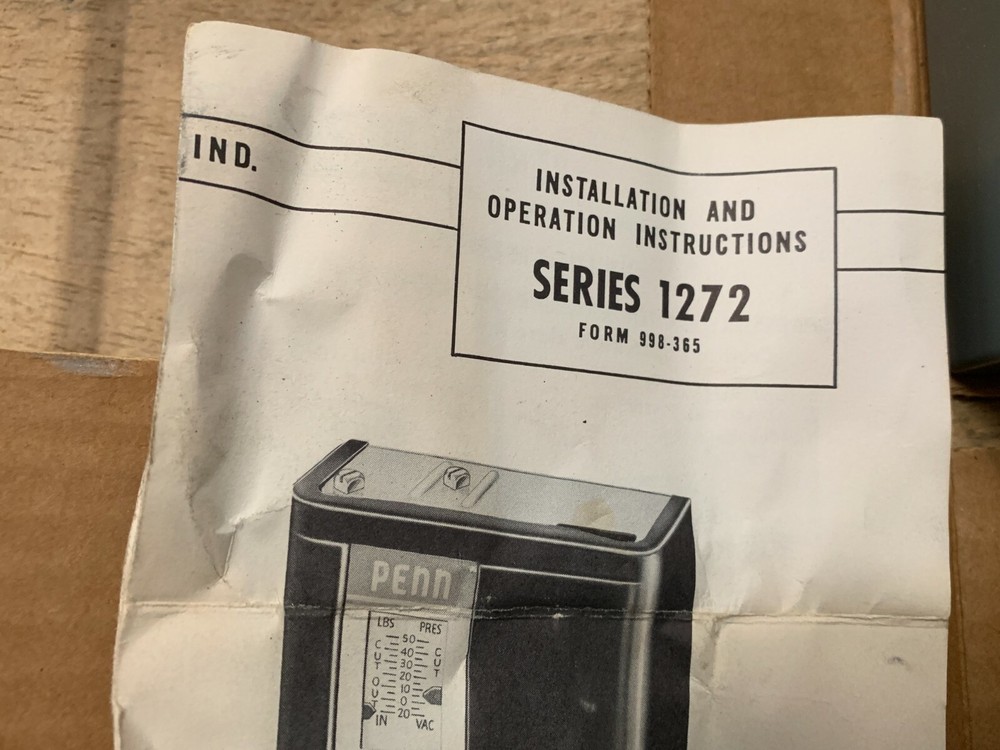 IND.
INSTALLATION AND
OPERATION INSTRUCTIONS
SERIES 1272
FORM 998-365
PENN
LBS PRES
CUT OUT
50
40
30
20
10
0
20
CUT
IN VAC